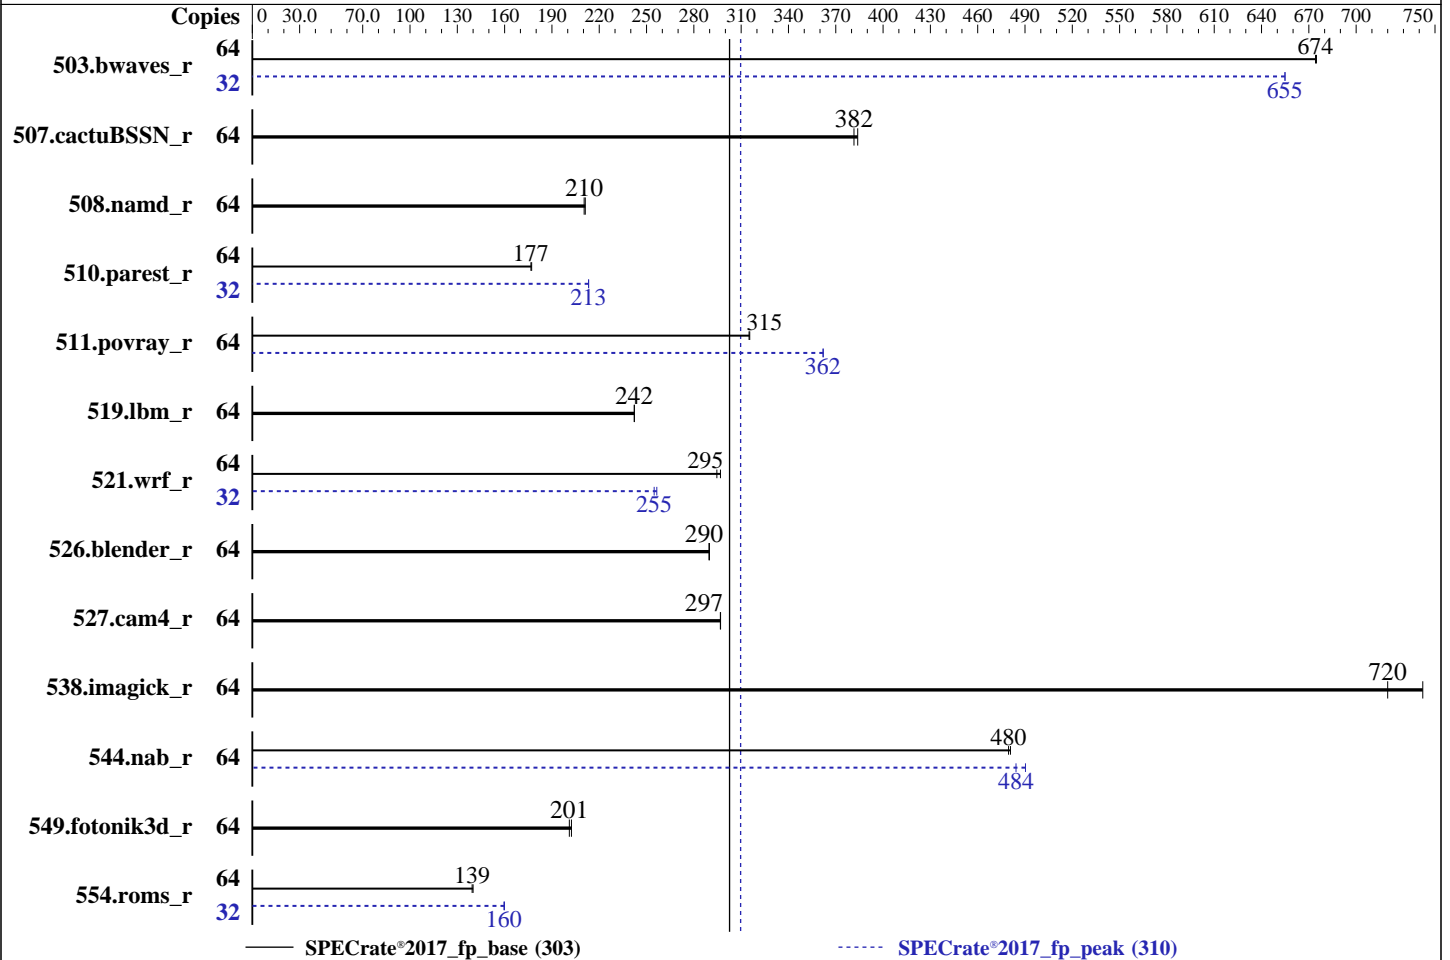 Copies 0 30.0 70.0 100 130 160 190 220 250 280 310 340 370 400 430 460 490 520 550 580 610 640 670 700 750
503.bwaves_r 64 674
32 655
507.cactuBSSN_r 64 382
508.namd_r 64 210
510.parest_r 64 177
32 213
511.povray_r 64 315
362
519.lbm_r 64 242
521.wrf_r 64 295
32 255
526.blender_r 64 290
527.cam4_r 64 297
538.imagick_r 64 720
544.nab_r 64 480
484
549.fotonik3d_r 64 201
554.roms_r 64 139
32 160
SPECrate®2017_fp_base (303) SPECrate®2017_fp_peak (310)